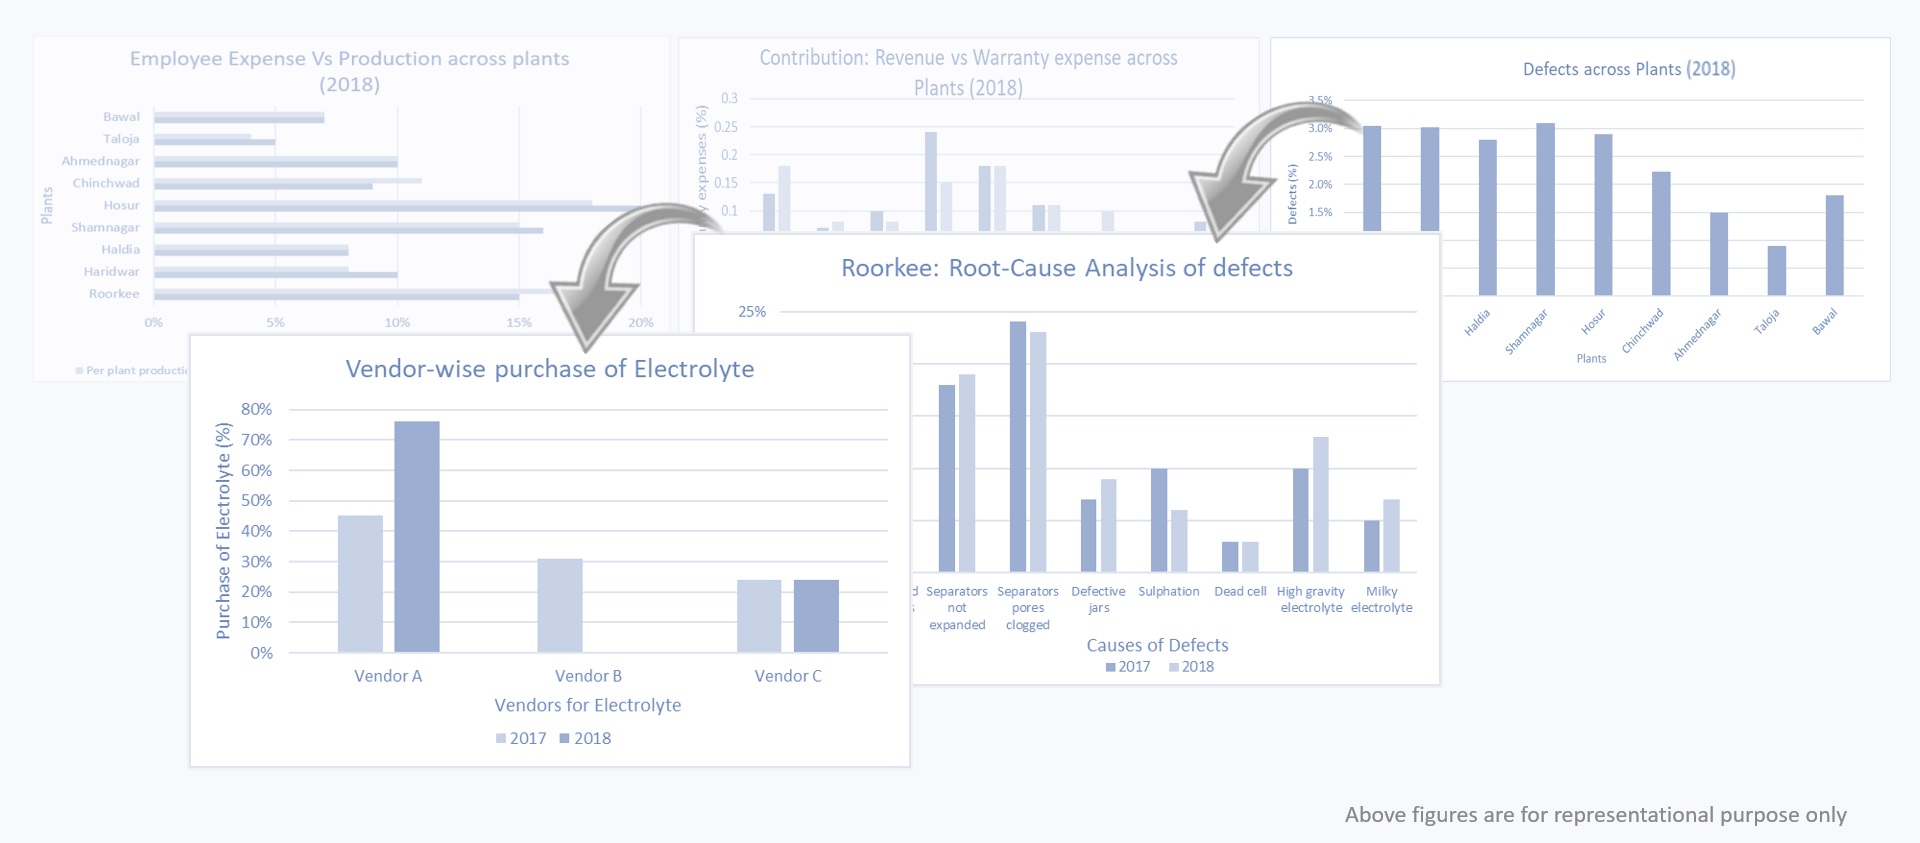 Employee Expense Vs Production across plants
(2018)
Bawal
Taloja
Ahmednagar
Chinchwad
Hosur
Shamnagar
Haldia
Haridwar
Roorkee
Plants
0%
5%
10%
15%
20%
Per plant
Contribution: Revenue vs Warranty expense across
Plants (2018)
0.3
0.25
0.2
0.15
0.1
expenses (%)
Defects across Plants (2018)
3.5%
3.0%
2.5%
2.0%
1.5%
Defects (%)
Haldia
Shamnagar
Hosur
Chinchwad
Ahmednagar
Taloja
Bawal
Plants
Roorkee: Root-Cause Analysis of defects
25%
Separators
not
expanded
Separators
pores
clogged
Defective
jars
Sulphation
Dead cell
High gravity
electrolyte
Milky
electrolyte
Causes of Defects
2017 2018
Vendor-wise purchase of Electrolyte
80%
70%
60%
50%
40%
30%
20%
10%
0%
Purchase of Electrolyte (%)
Vendor A
Vendor B
Vendor C
Vendors for Electrolyte
2017 2018
Above figures are for representational purpose only